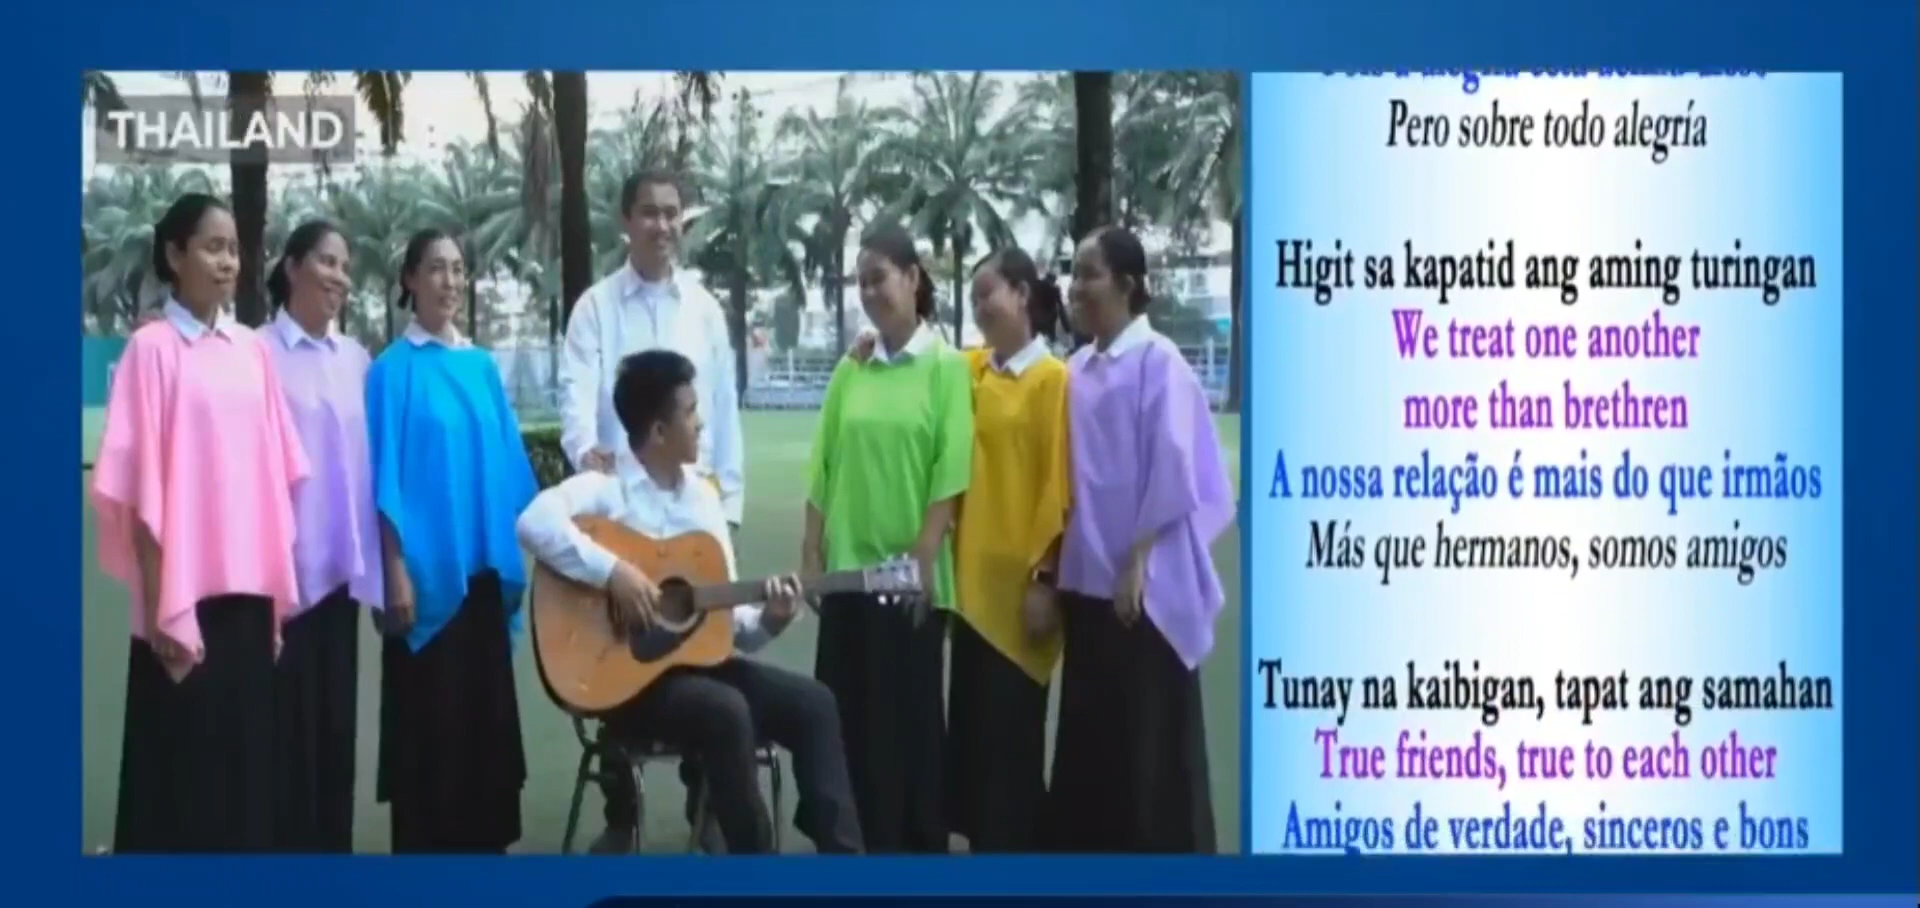 THAILAND
Pero sobre todo alegría
Higit sa kapatid ang aming turingan
We treat one another
more than brethren
A nossa relação é mais do que irmãos
Más que hermanos, somos amigos
Tunay na kaibigan, tapat ang samahan
True friends, true to each other
Amigos de verdade, sinceros e bons